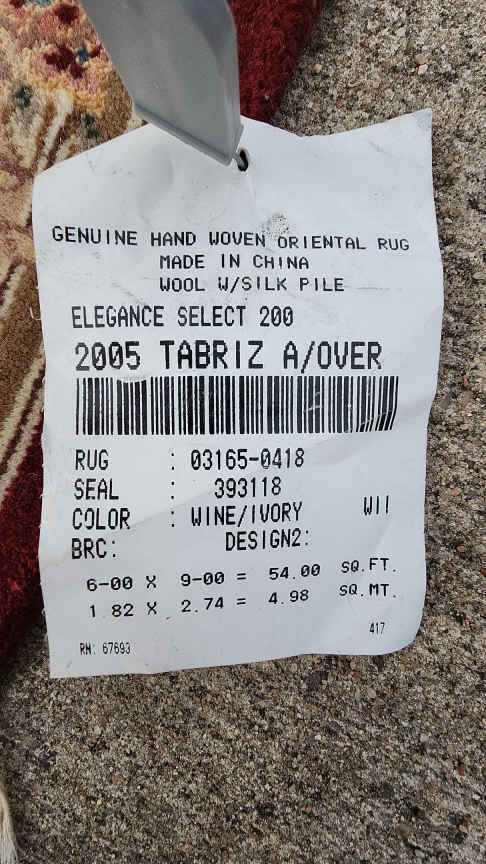 GENUINE HAND WOVEN ORIENTAL RUG
MADE IN CHINA
WOOL W/SILK PILE
ELEGANCE SELECT 200
2005 TABRIZ A/OVER
RUG : 03165-0418
SEAL : 393118
COLOR : WINE/IVORY WII
BRC: DESIGN2:
6-00 X 9-00 = 54.00 SQ.FT.
1.82 X 2.74 = 4.98 SQ.MT.
417
RN: 67693